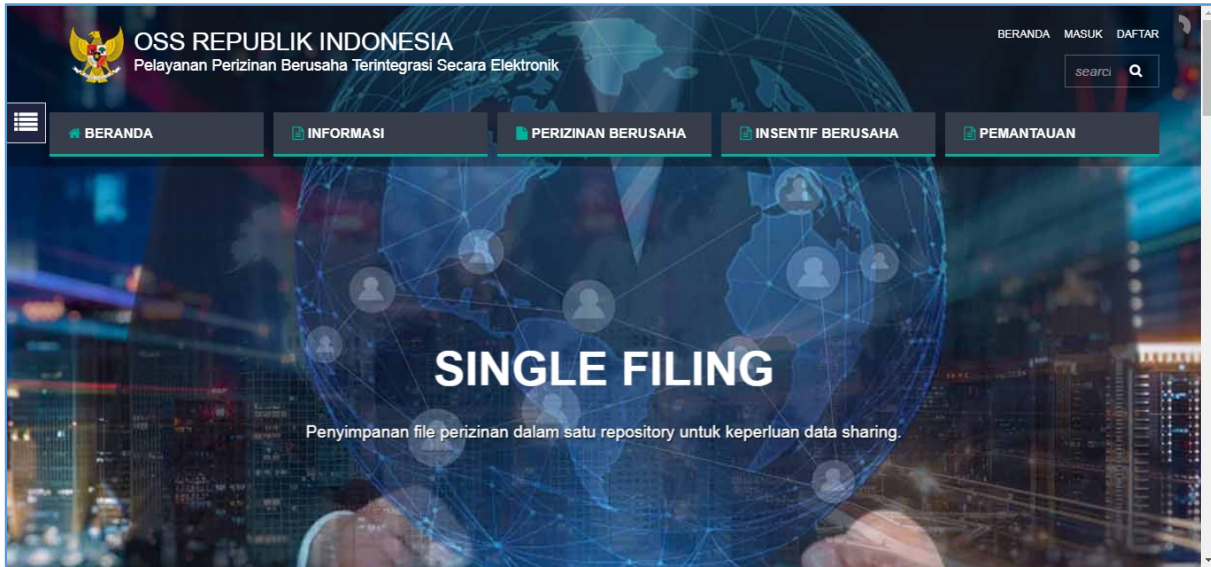 OSS REPUBLIK INDONESIA
Pelayanan Perizinan Berusaha Terintegrasi Secara Elektronik
BERANDA MASUK DAFTAR
searc
BERANDA INFORMASI PERIZINAN BERUSAHA INSENTIF BERUSAHA PEMANTAUAN
SINGLE FILING
Penyimpanan file perizinan dalam satu repository untuk keperluan data sharing.